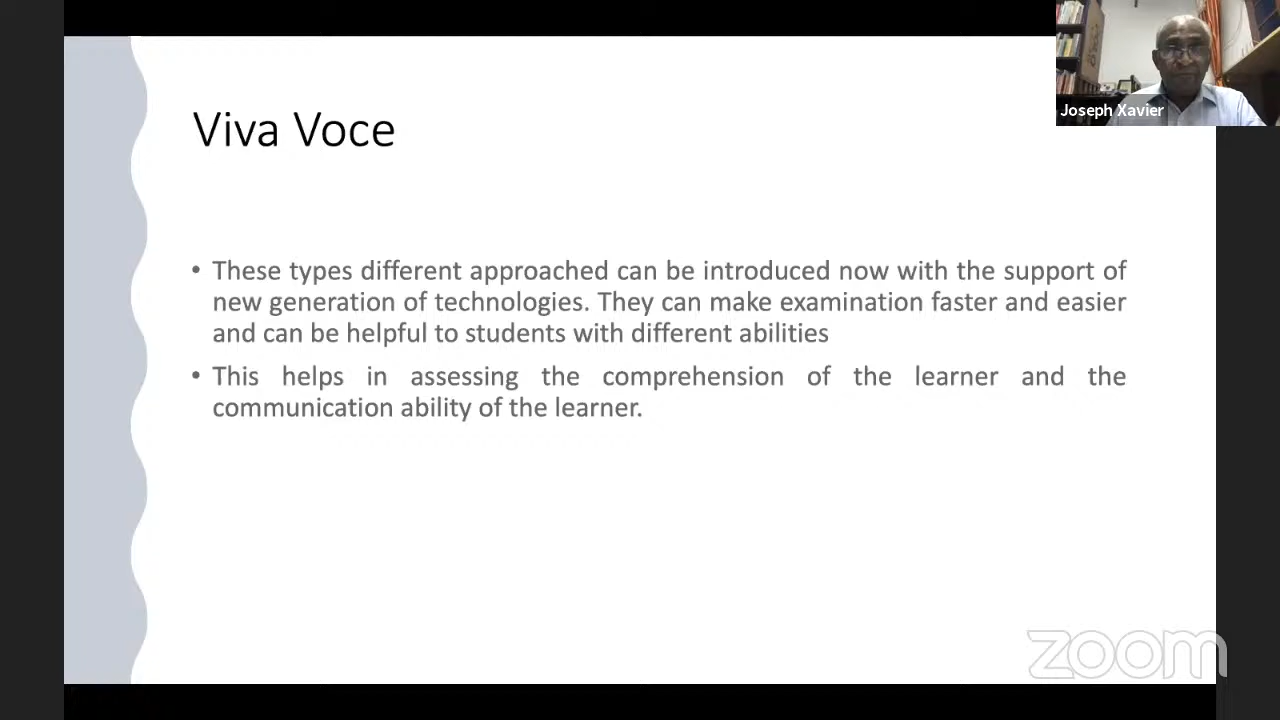 Joseph Xavier
Viva Voce
• These types different approached can be introduced now with the support of
new generation of technologies. They can make examination faster and easier
and can be helpful to students with different abilities
• This helps in assessing the comprehension of the learner and the
communication ability of the learner.
zoom